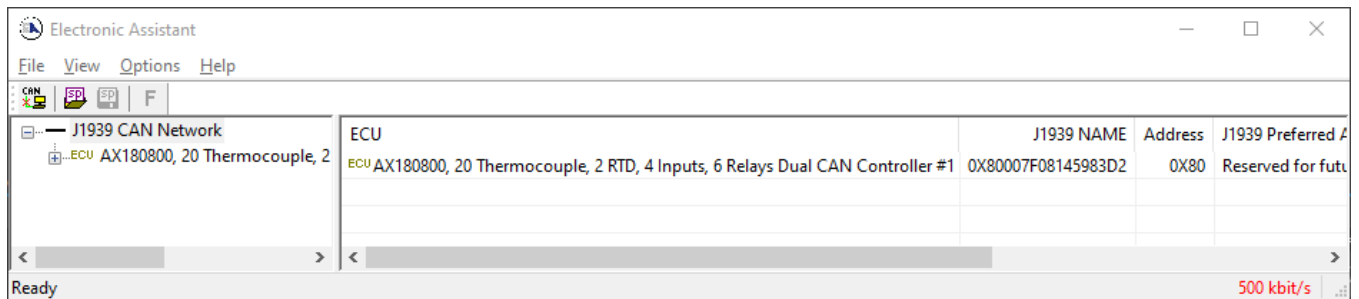 Electronic Assistant
File View Options Help
CAN SP SP F
J1939 CAN Network
ECU AX180800, 20 Thermocouple, 2
ECU J1939 NAME Address J1939 Preferred A
ECU AX180800, 20 Thermocouple, 2 RTD, 4 Inputs, 6 Relays Dual CAN Controller #1 0X80007F08145983D2 0X80 Reserved for futu
Ready 500 kbit/s